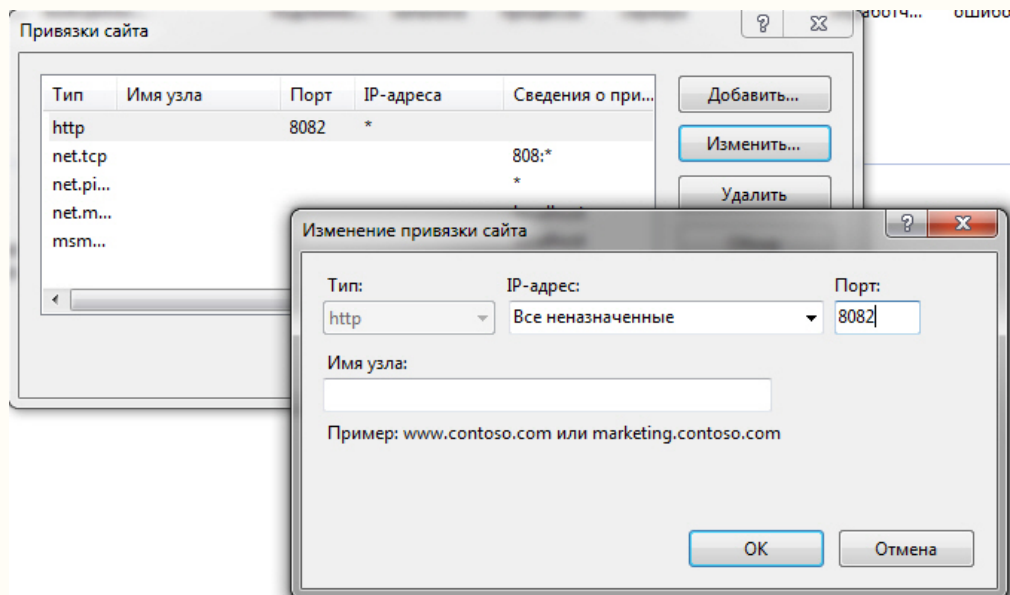 Привязки сайта
Тип Имя узла Порт IP-адреса Сведения о при...
http 8082 *
net.tcp 808:*
net.pi... *
net.m...
msm...
Добавить...
Изменить...
Удалить
Изменение привязки сайта
Тип: IP-адрес: Порт:
http Все неназначенные 8082
Имя узла:
Пример: www.contoso.com или marketing.contoso.com
OK Отмена